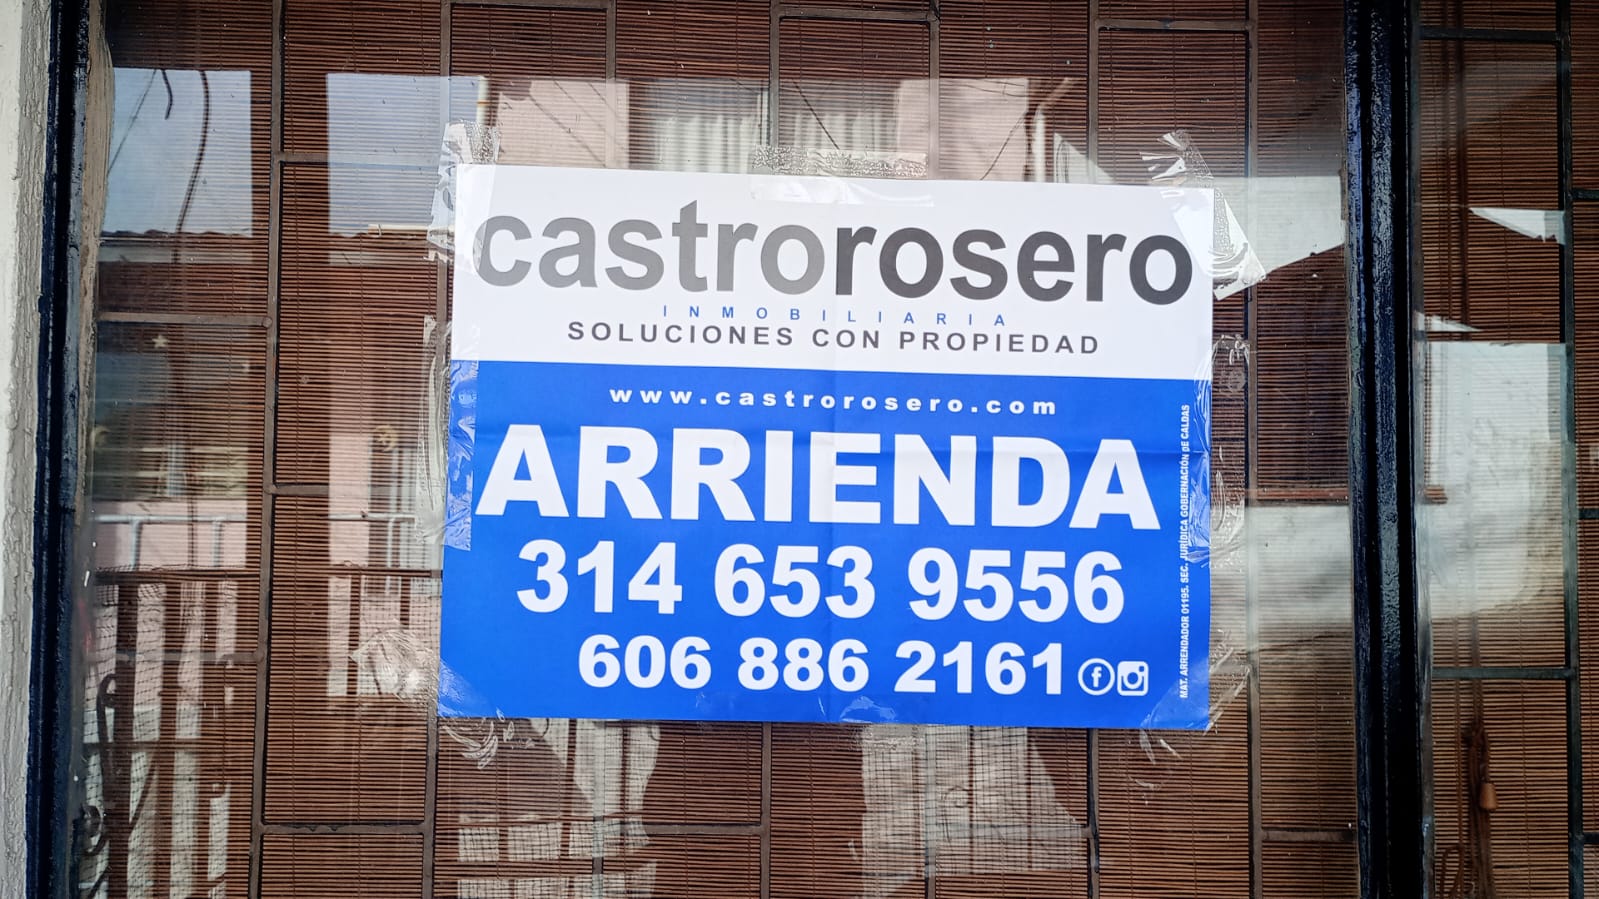 castrorosero
INMOBILIARIA
SOLUCIONES CON PROPIEDAD
www.castrorosero.com
ARRIENDA
314 653 9556
606 886 2161
MAT. ARRENDADOR 01195. SEC. JURÍDICA GOBERNACIÓN DE CALDAS